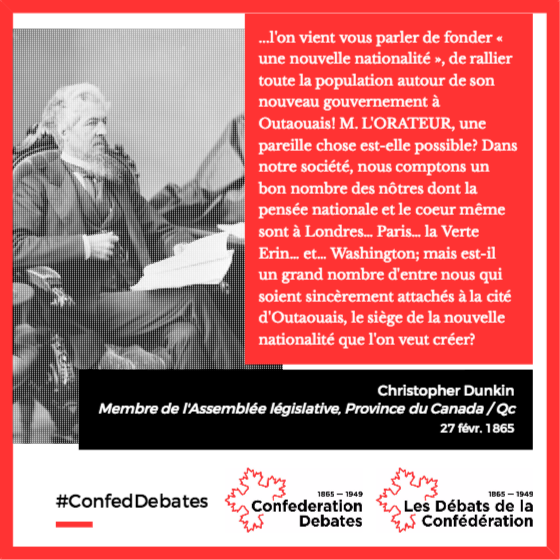 ...l'on vient vous parler de fonder «
une nouvelle nationalité », de rallier
toute la population autour de son
nouveau gouvernement à
Outaouais! M. L'ORATEUR, une
pareille chose est-elle possible? Dans
notre société, nous comptons un
bon nombre des nôtres dont la
pensée nationale et le coeur même
sont à Londres... Paris... la Verte
Erin... et... Washington; mais est-il
un grand nombre d'entre nous qui
soient sincèrement attachés à la cité
d'Outaouais, le siège de la nouvelle
nationalité que l'on veut créer?
Christopher Dunkin
Membre de l'Assemblée législative, Province du Canada / Qc
27 févr. 1865
#ConfedDebates
1865 — 1949
Confederation
Debates
1865 — 1949
Les Débats de la
Confédération